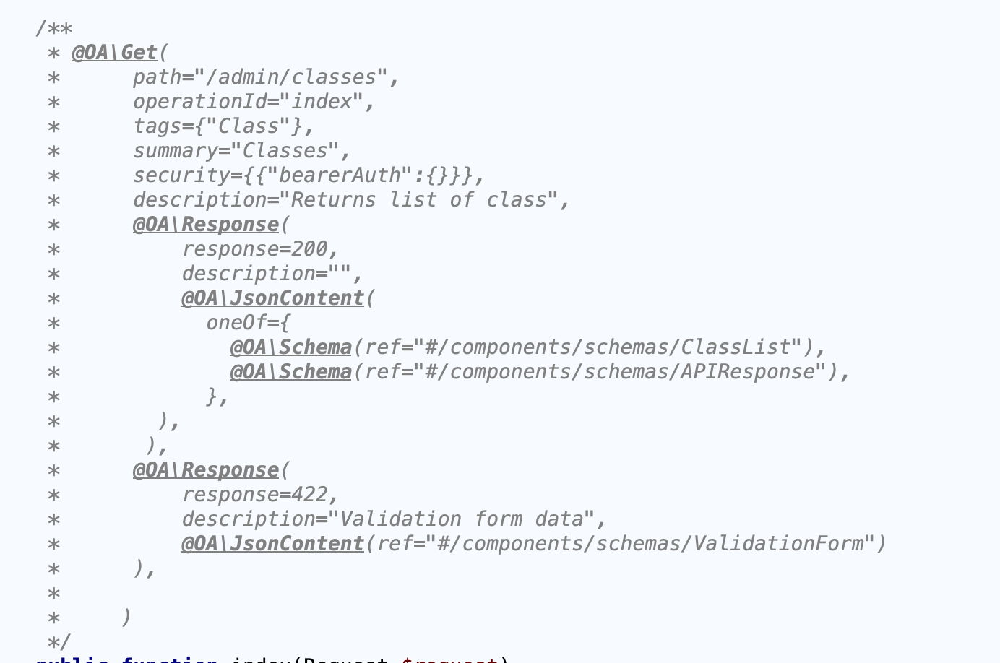 /**
 * @OA\Get(
 *      path="/admin/classes",
 *      operationId="index",
 *      tags={"Class"},
 *      summary="Classes",
 *      security={{"bearerAuth":{}}},
 *      description="Returns list of class",
 *      @OA\Response(
 *          response=200,
 *          description="",
 *          @OA\JsonContent(
 *            oneOf={
 *              @OA\Schema(ref="#/components/schemas/ClassList"),
 *              @OA\Schema(ref="#/components/schemas/APIResponse"),
 *            },
 *        ),
 *       ),
 *      @OA\Response(
 *          response=422,
 *          description="Validation form data",
 *          @OA\JsonContent(ref="#/components/schemas/ValidationForm")
 *      ),
 *
 *     )
 */
public function index(Request $request)